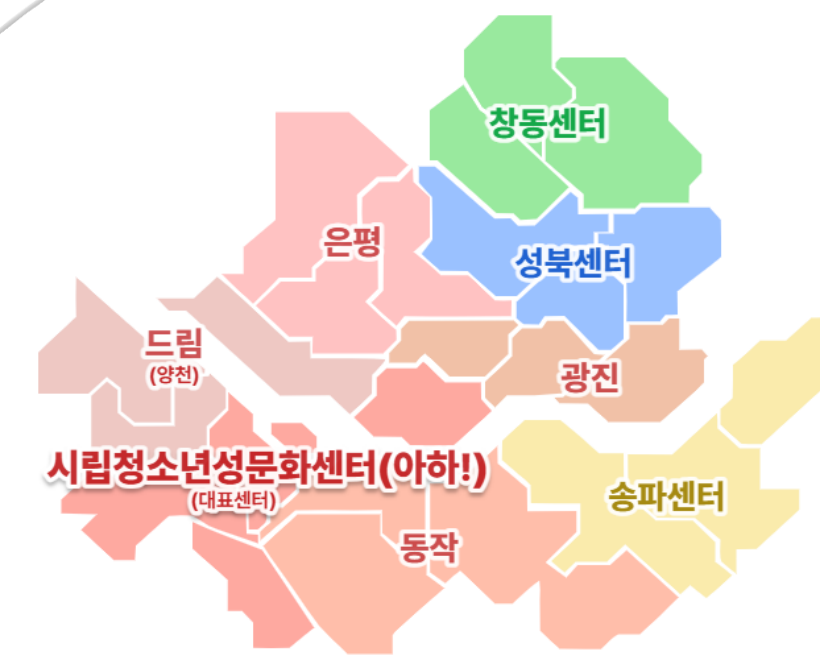 창동센터
은평
성북센터
드림
(양천)
광진
시립청소년성문화센터(아하!)
(대표센터)
송파센터
동작